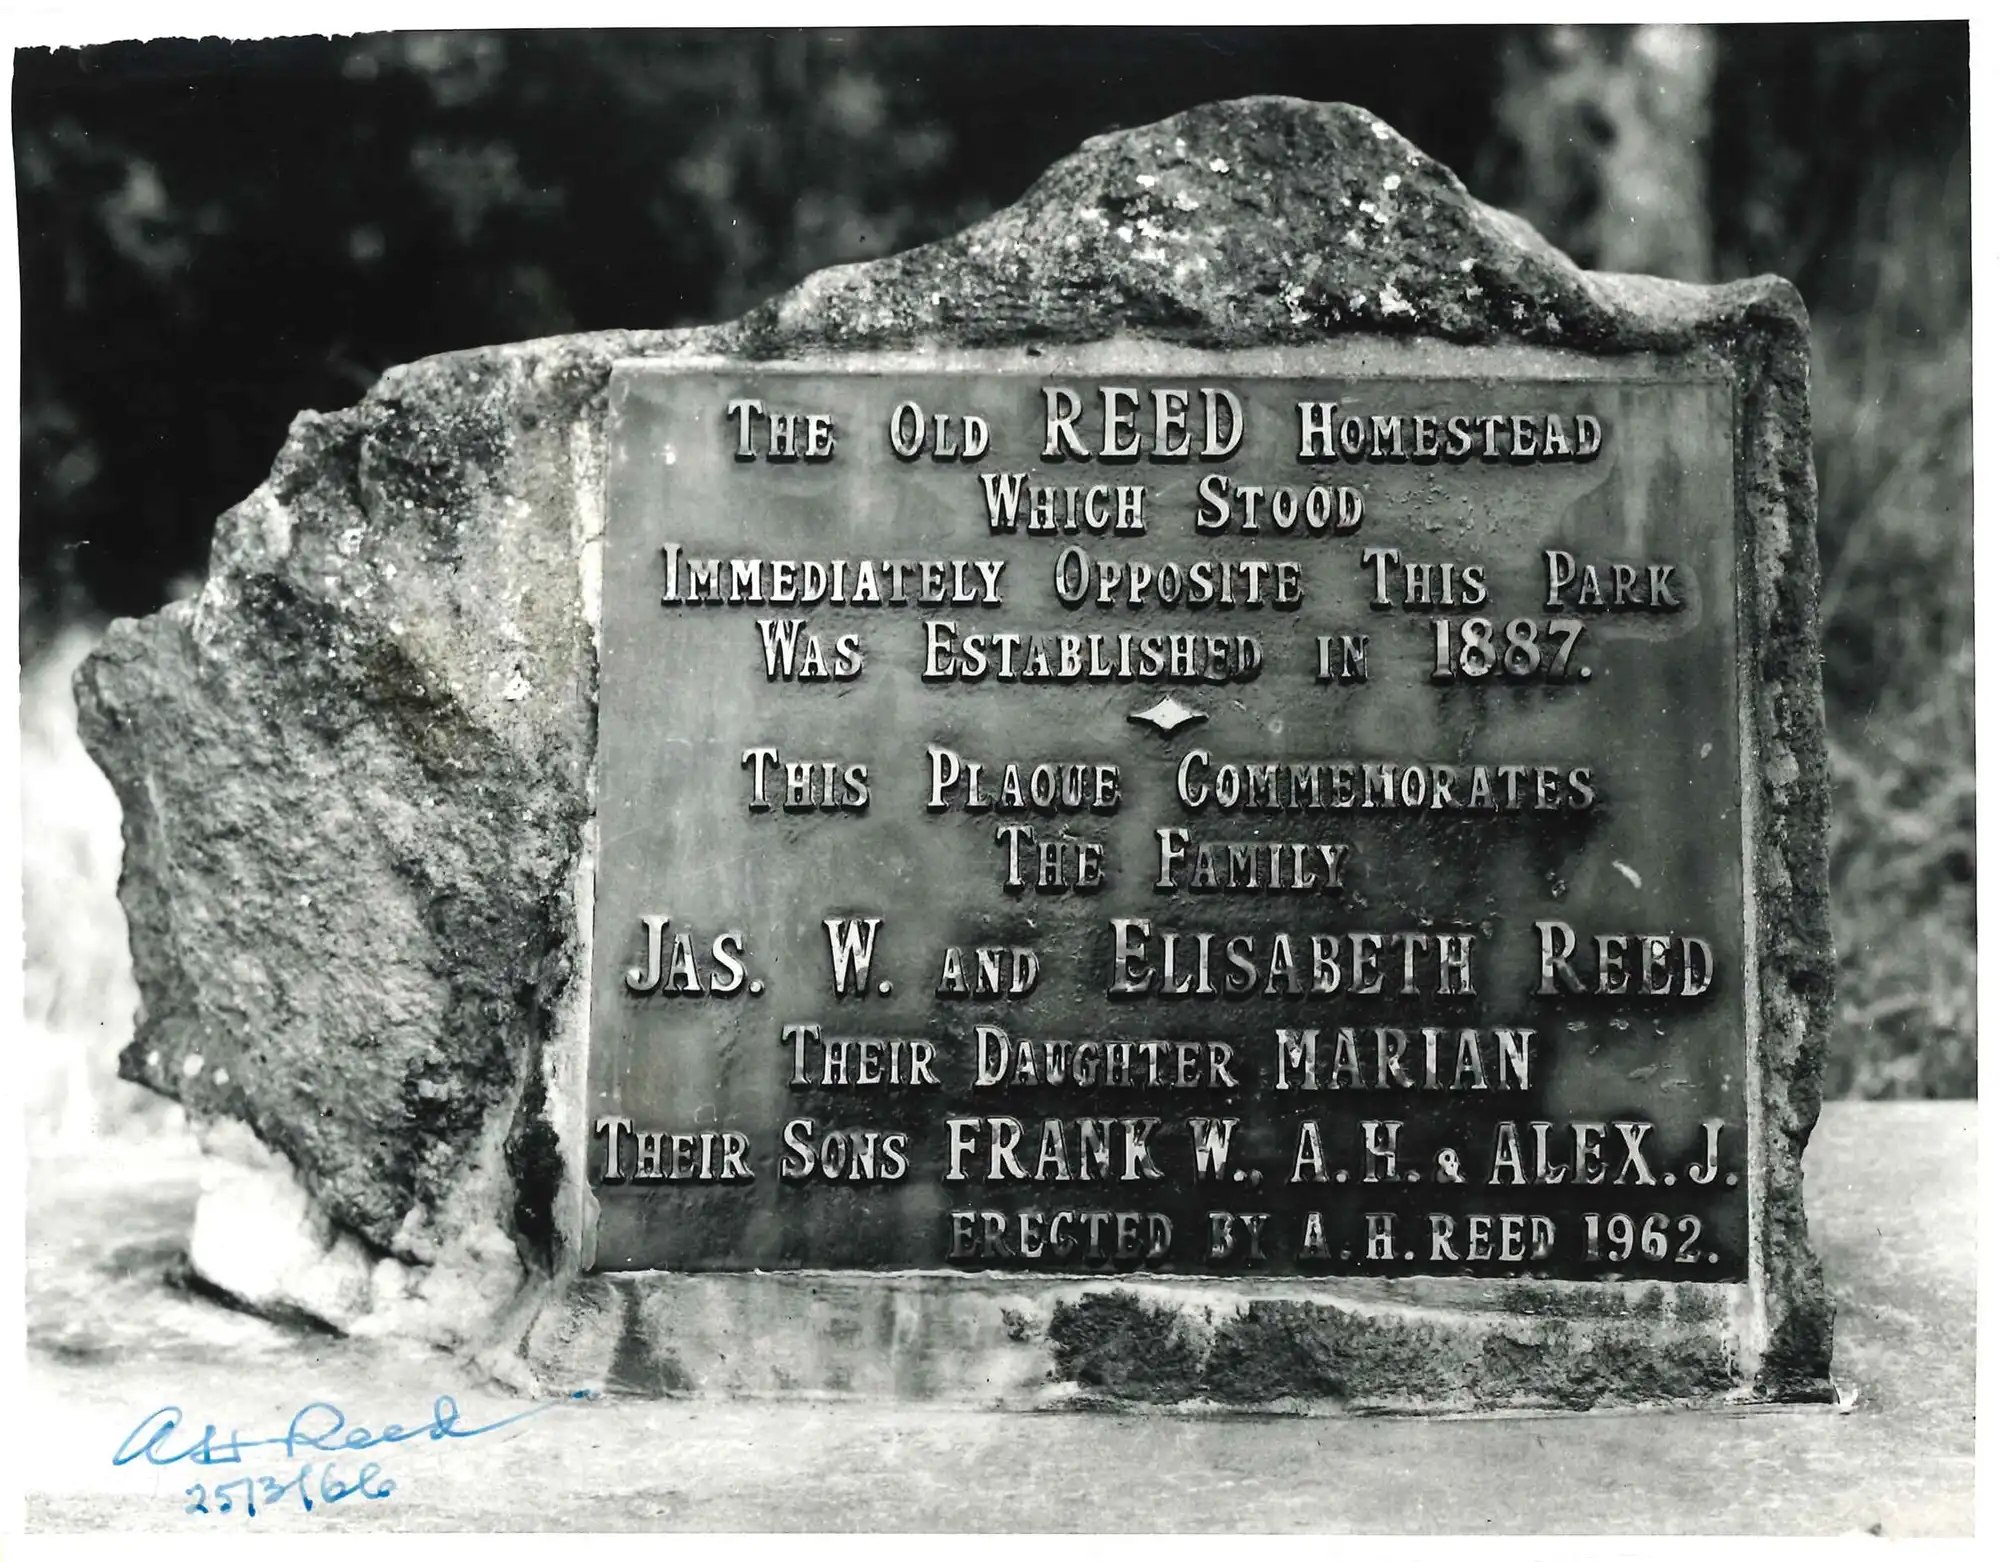 The Old REED Homestead
Which Stood
Immediately Opposite This Park
Was Established in 1887.
This Plaque Commemorates
The Family
Jas. W. and Elisabeth Reed
Their Daughter MARIAN
Their Sons FRANK W., A.H. & ALEX. J.
ERECTED BY A.H. REED 1962.
A H Reed
25/3/66